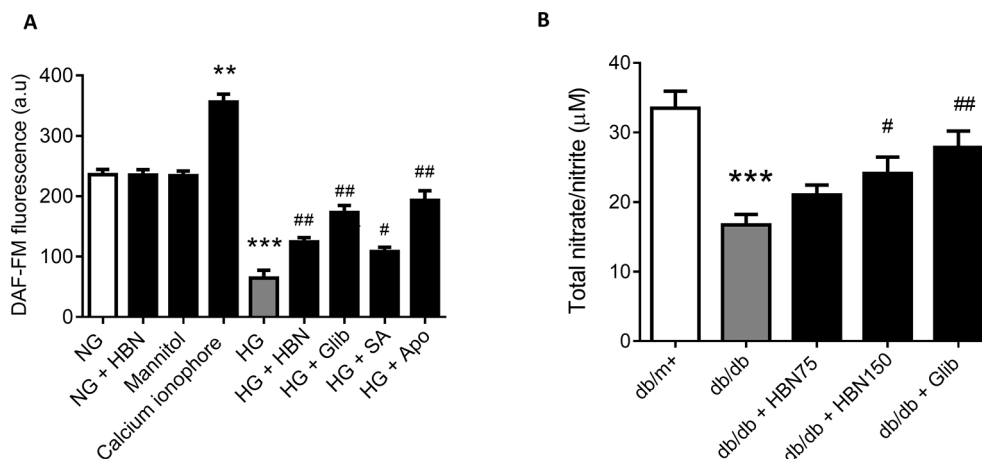 A
DAF-FM fluorescence (a.u)
400
300
200
100
0
**
***
##
##
#
##
NG
NG + HBN
Mannitol
Calcium ionophore
HG
HG + HBN
HG + Glib
HG + SA
HG + Apo
B
Total nitrate/nitrite (μM)
40
30
20
10
0
***
#
##
db/m+
db/db
db/db + HBN75
db/db + HBN150
db/db + Glib